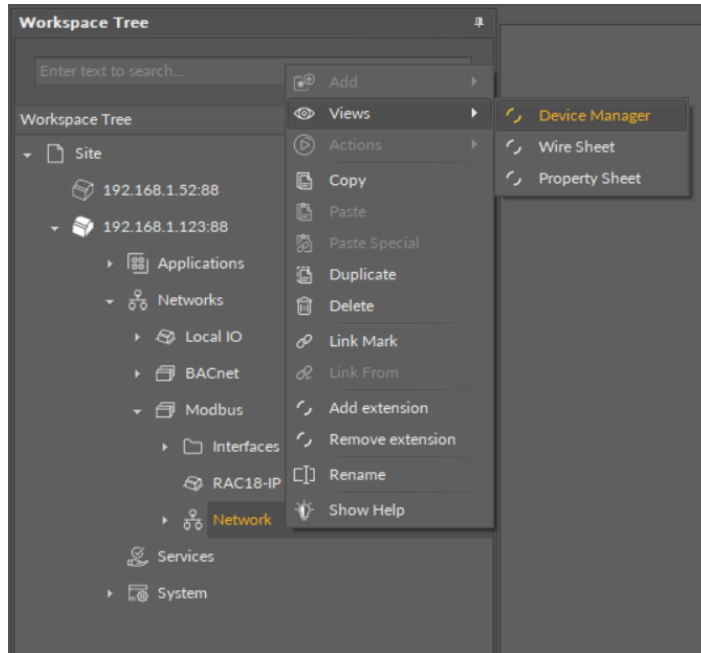 Workspace Tree
Enter text to search...
Workspace Tree
Site
192.168.1.52:88
192.168.1.123:88
Applications
Networks
Local IO
BACnet
Modbus
Interfaces
RAC18-IP
Network
Services
System
Add
Views
Actions
Copy
Paste
Paste Special
Duplicate
Delete
Link Mark
Link From
Add extension
Remove extension
Rename
Show Help
Device Manager
Wire Sheet
Property Sheet